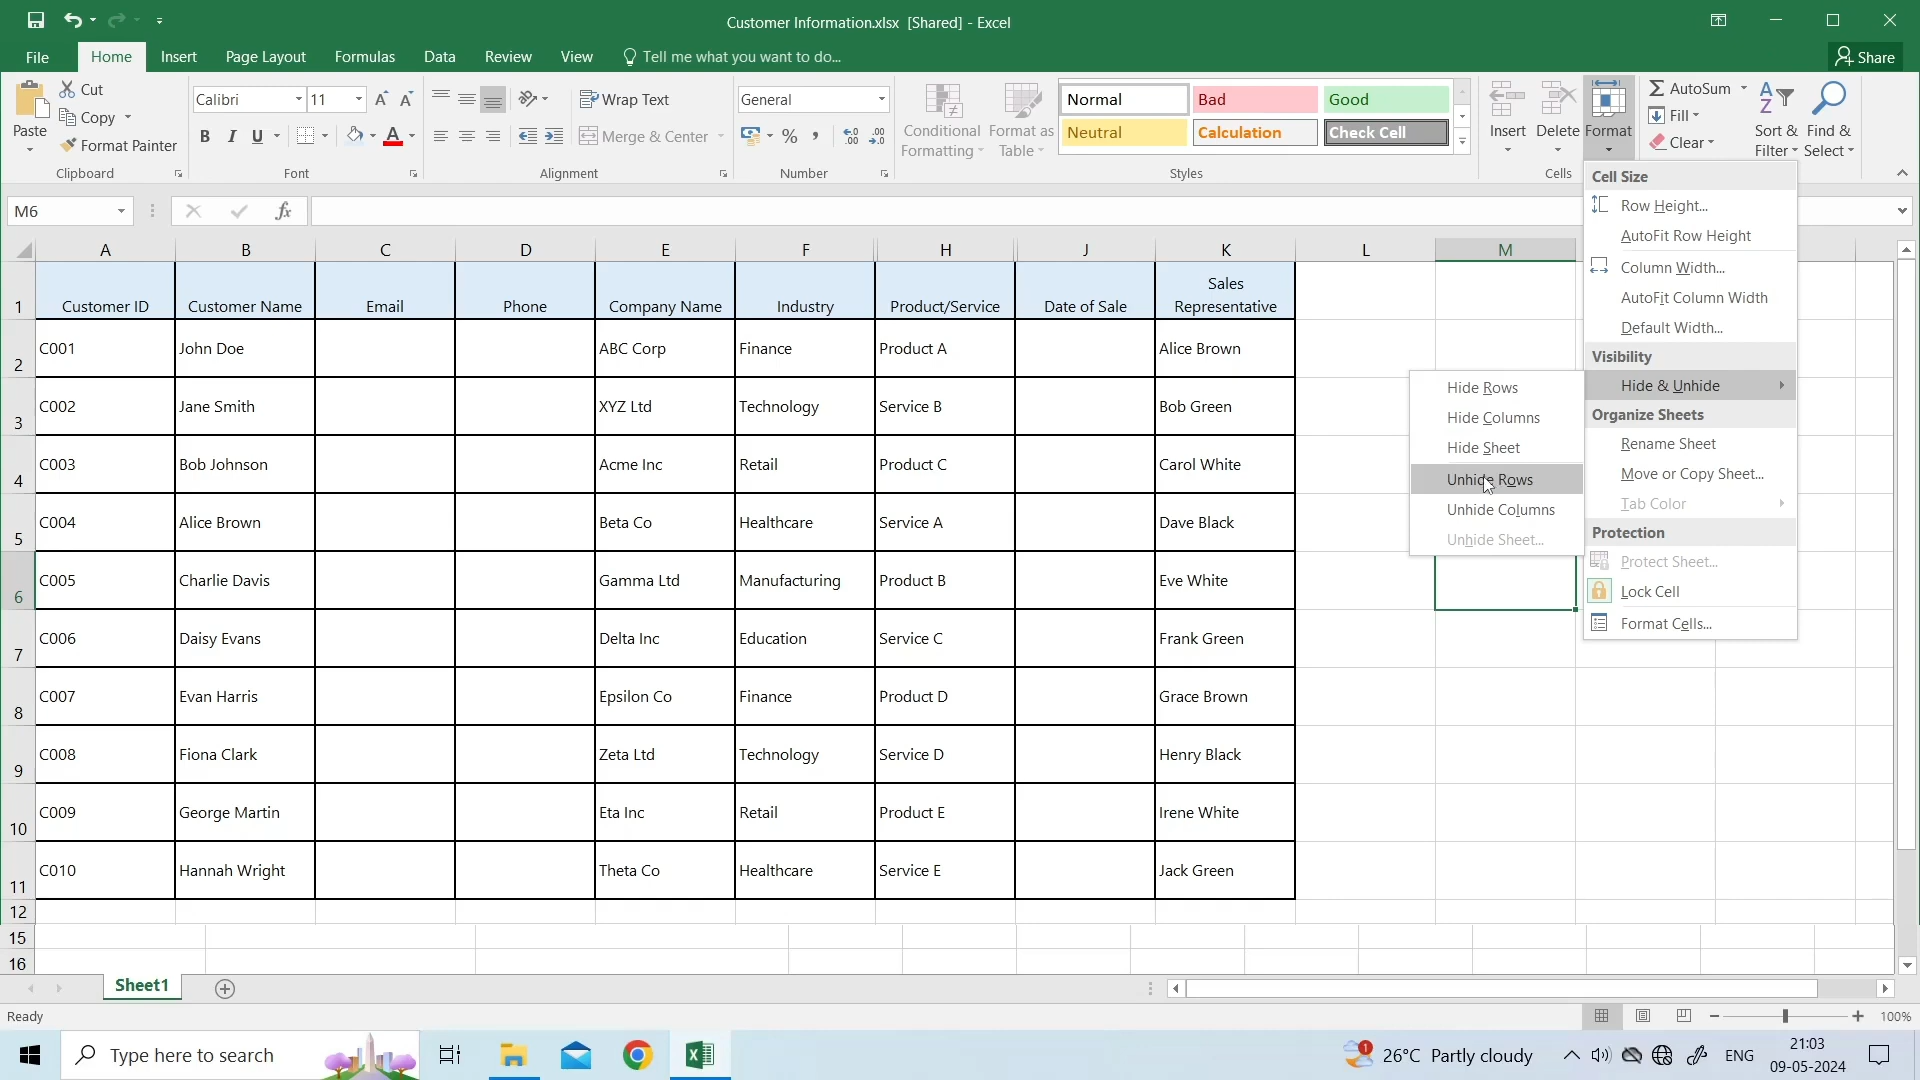 Customer Information.xlsx [Shared] - Excel
File Home Insert Page Layout Formulas Data Review View Tell me what you want to do... Share
Paste Cut Copy Format Painter
Clipboard
Calibri 11 A A
B I U A
Font
Wrap Text
Merge & Center
Alignment
General
% ,
Number
Conditional Formatting
Format as Table
Normal Bad Good
Neutral Calculation Check Cell
Styles
Insert Delete Format
Cells
AutoSum
Fill
Clear
Sort & Filter
Find & Select
M6 fx
A B C D E F H J K L M
1 Customer ID Customer Name Email Phone Company Name Industry Product/Service Date of Sale Sales Representative
2 C001 John Doe ABC Corp Finance Product A Alice Brown
3 C002 Jane Smith XYZ Ltd Technology Service B Bob Green
4 C003 Bob Johnson Acme Inc Retail Product C Carol White
5 C004 Alice Brown Beta Co Healthcare Service A Dave Black
6 C005 Charlie Davis Gamma Ltd Manufacturing Product B Eve White
7 C006 Daisy Evans Delta Inc Education Service C Frank Green
8 C007 Evan Harris Epsilon Co Finance Product D Grace Brown
9 C008 Fiona Clark Zeta Ltd Technology Service D Henry Black
10 C009 George Martin Eta Inc Retail Product E Irene White
11 C010 Hannah Wright Theta Co Healthcare Service E Jack Green
12
15
16
Cell Size
Row Height...
AutoFit Row Height
Column Width...
AutoFit Column Width
Default Width...
Visibility
Hide & Unhide
Organize Sheets
Rename Sheet
Move or Copy Sheet...
Tab Color
Protection
Protect Sheet...
Lock Cell
Format Cells...
Hide Rows
Hide Columns
Hide Sheet
Unhide Rows
Unhide Columns
Unhide Sheet...
Sheet1
Ready 100%
Type here to search
1 26°C Partly cloudy ENG
21:03
09-05-2024